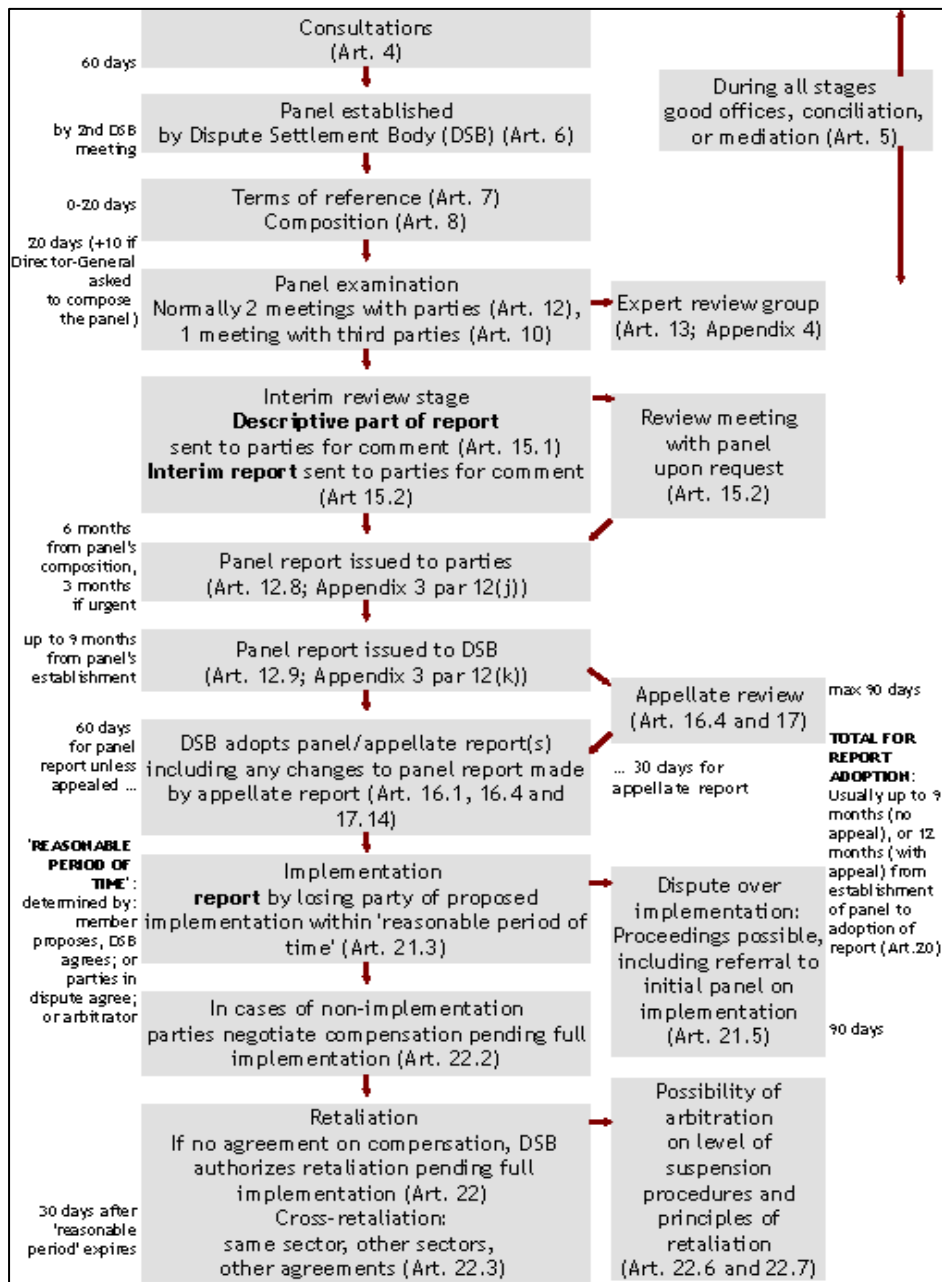 Consultations
(Art. 4)
60 days
During all stages
good offices, conciliation,
or mediation (Art. 5)
Panel established
by Dispute Settlement Body (DSB) (Art. 6)
by 2nd DSB
meeting
0-20 days
Terms of reference (Art. 7)
Composition (Art. 8)
20 days (+10 if
Director-General
asked
to compose
the panel)
Panel examination
Normally 2 meetings with parties (Art. 12),
1 meeting with third parties (Art. 10)
Expert review group
(Art. 13; Appendix 4)
Interim review stage
Descriptive part of report
sent to parties for comment (Art. 15.1)
Interim report sent to parties for comment
(Art 15.2)
Review meeting
with panel
upon request
(Art. 15.2)
6 months
from panel's
composition,
3 months
if urgent
Panel report issued to parties
(Art. 12.8; Appendix 3 par 12(j))
up to 9 months
from panel's
establishment
Panel report issued to DSB
(Art. 12.9; Appendix 3 par 12(k))
Appellate review
(Art. 16.4 and 17)
max 90 days
60 days
for panel
report unless
appealed ...
DSB adopts panel/appellate report(s)
including any changes to panel report made
by appellate report (Art. 16.1, 16.4 and
17.14)
... 30 days for
appellate report
TOTAL FOR
REPORT
ADOPTION:
Usually up to 9
months (no
appeal), or 12
months (with
appeal) from
establishment
of panel to
adoption of
report (Art.20)
'REASONABLE
PERIOD OF
TIME':
determined by:
member
proposes, DSB
agrees; or
parties in
dispute agree;
or arbitrator
Implementation
report by losing party of proposed
implementation within 'reasonable period of
time' (Art. 21.3)
Dispute over
implementation:
Proceedings possible,
including referral to
initial panel on
implementation
(Art. 21.5)
90 days
In cases of non-implementation
parties negotiate compensation pending full
implementation (Art. 22.2)
Retaliation
If no agreement on compensation, DSB
authorizes retaliation pending full
implementation (Art. 22)
Cross-retaliation:
same sector, other sectors,
other agreements (Art. 22.3)
30 days after
'reasonable
period' expires
Possibility of
arbitration
on level of
suspension
procedures and
principles of
retaliation
(Art. 22.6 and 22.7)